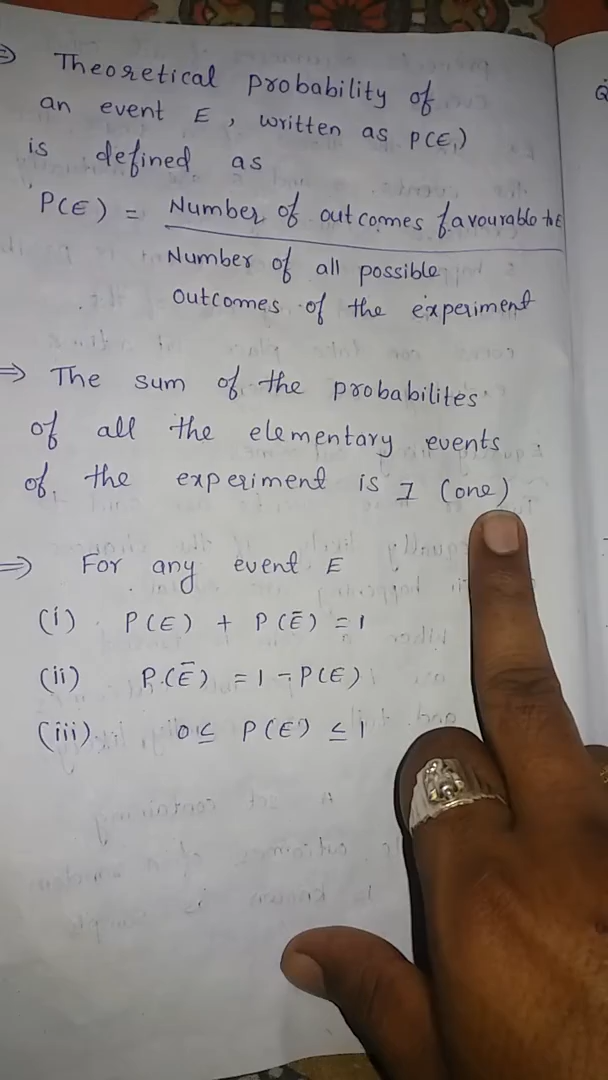 ⇒ Theoretical probability of
an event E, written as P(E,)
is defined as
P(E) = Number of outcomes favourable to E
Number of all possible
outcomes of the experiment
⇒ The sum of the probabilites
of all the elementary events
of the experiment is 1 (one)
⇒ For any event E
(i) P(E) + P(Ē) = 1
(ii) P(Ē) = 1 - P(E)
(iii) 0 ≤ P(E) ≤ 1
Q